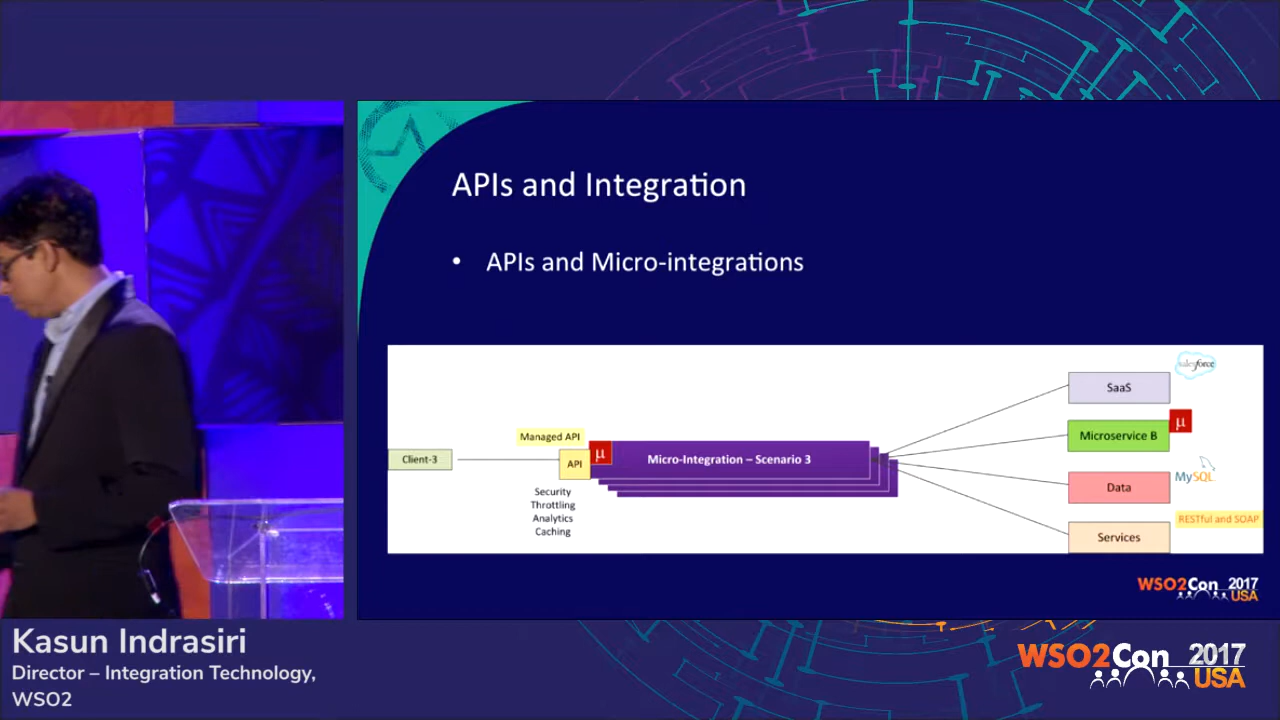 APIs and Integration
• APIs and Micro-integrations
salesforce
SaaS
Managed API
μ
Microservice B
μ
Client-3
API
Micro-Integration – Scenario 3
MySQL
Data
Security
Throttling
Analytics
Caching
RESTful and SOAP
Services
WSO2Con 2017 USA
Kasun Indrasiri
Director – Integration Technology,
WSO2
WSO2Con 2017
USA